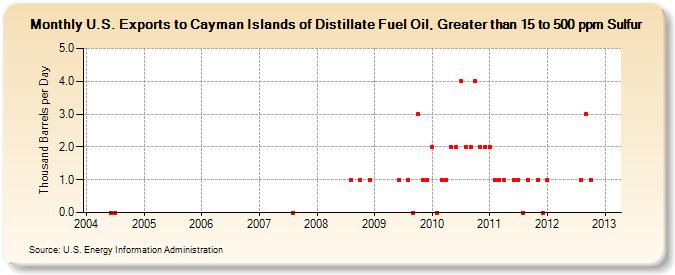 Monthly U.S. Exports to Cayman Islands of Distillate Fuel Oil, Greater than 15 to 500 ppm Sulfur
Thousand Barrels per Day
5.0
4.0
3.0
2.0
1.0
0.0
2004 2005 2006 2007 2008 2009 2010 2011 2012 2013
Source: U.S. Energy Information Administration